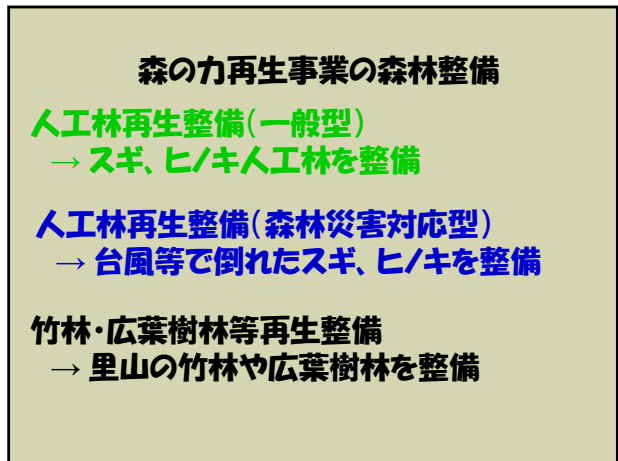 森の力再生事業の森林整備
人工林再生整備(一般型)
→ スギ、ヒノキ人工林を整備
人工林再生整備(森林災害対応型)
→ 台風等で倒れたスギ、ヒノキを整備
竹林・広葉樹林等再生整備
→ 里山の竹林や広葉樹林を整備